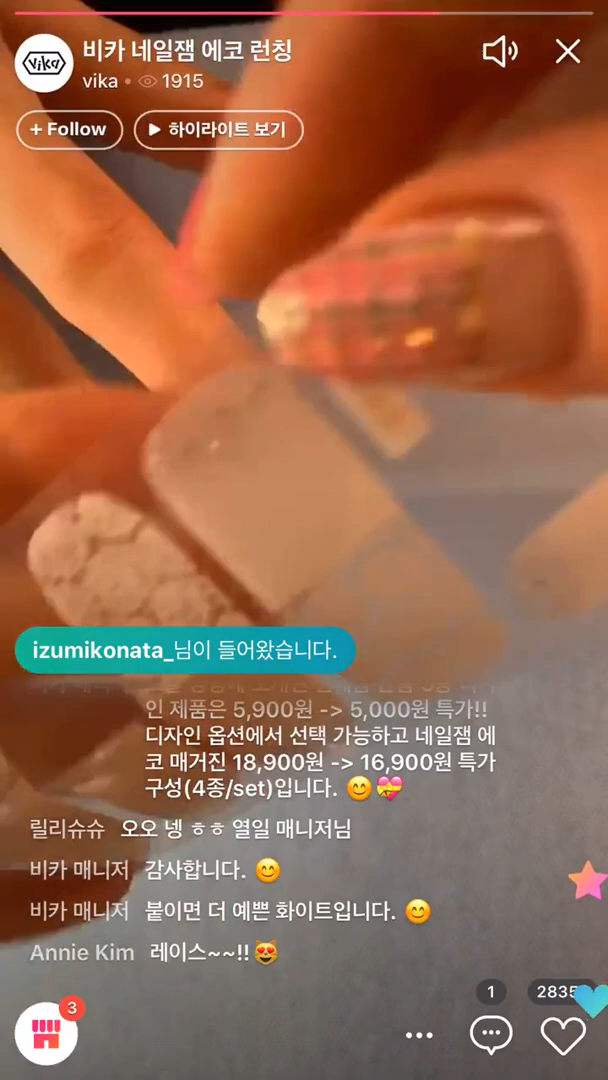 vika
비카 네일잼 에코 런칭
vika • 1915
+ Follow
하이라이트 보기
izumikonata_님이 들어왔습니다.
인 제품은 5,900원 -> 5,000원 특가!!
디자인 옵션에서 선택 가능하고 네일잼 에
코 매거진 18,900원 -> 16,900원 특가
구성(4종/set)입니다. 😊💝
릴리슈슈 오오 넹 ㅎㅎ 열일 매니저님
비카 매니저 감사합니다. 😊
비카 매니저 붙이면 더 예쁜 화이트입니다. 😊
Annie Kim 레이스~~!! 😻
3
1
2835